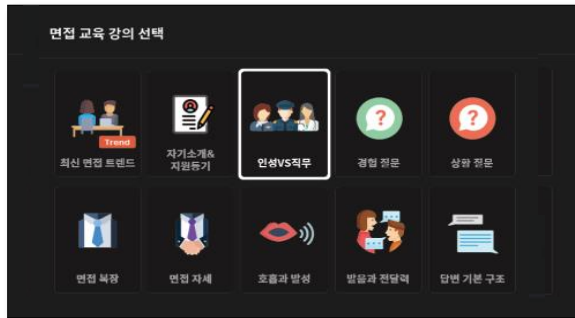 면접 교육 강의 선택
Trend
최신 면접 트렌드
자기소개&
지원동기
인성VS직무
경험 질문
상황 질문
면접 복장
면접 자세
호흡과 발성
발음과 전달력
답변 기본 구조